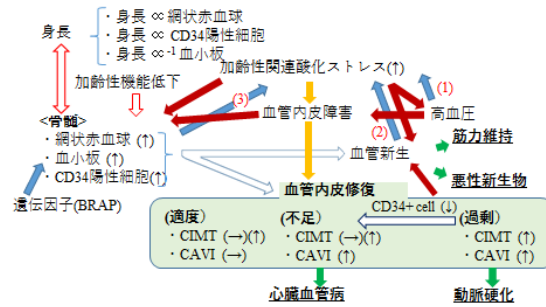 ・身長 ∝ 網状赤血球
身長
・身長 ∝ CD34陽性細胞
・身長 ∝⁻¹ 血小板
加齢性関連酸化ストレス(↑)
加齢性機能低下
(3)
(1)
<骨髄>
血管内皮障害
高血圧
・網状赤血球 (↑)
(2)
筋力維持
・血小板 (↑)
血管新生
・CD34陽性細胞(↑)
悪性新生物
遺伝因子(BRAP)
血管内皮修復
CD34+ cell (↓)
(適度)
・CIMT (→)(↑)
・CAVI (→)
(不足)
・CIMT (→)(↑)
・CAVI (↑)
(過剰)
・CIMT (↑)
・CAVI (↑)
心臓血管病
動脈硬化